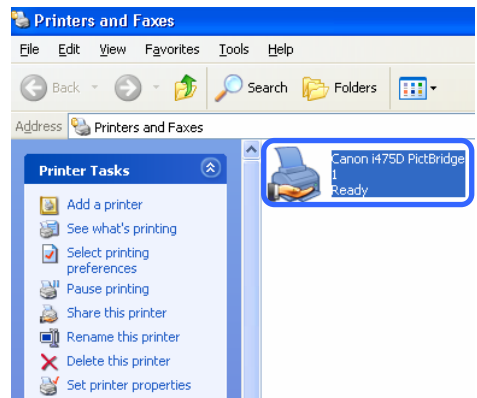 Printers and Faxes
File Edit View Favorites Tools Help
Back Search Folders
Address Printers and Faxes
Printer Tasks
Add a printer
See what's printing
Select printing
preferences
Pause printing
Share this printer
Rename this printer
Delete this printer
Set printer properties
Canon i475D PictBridge
1
Ready